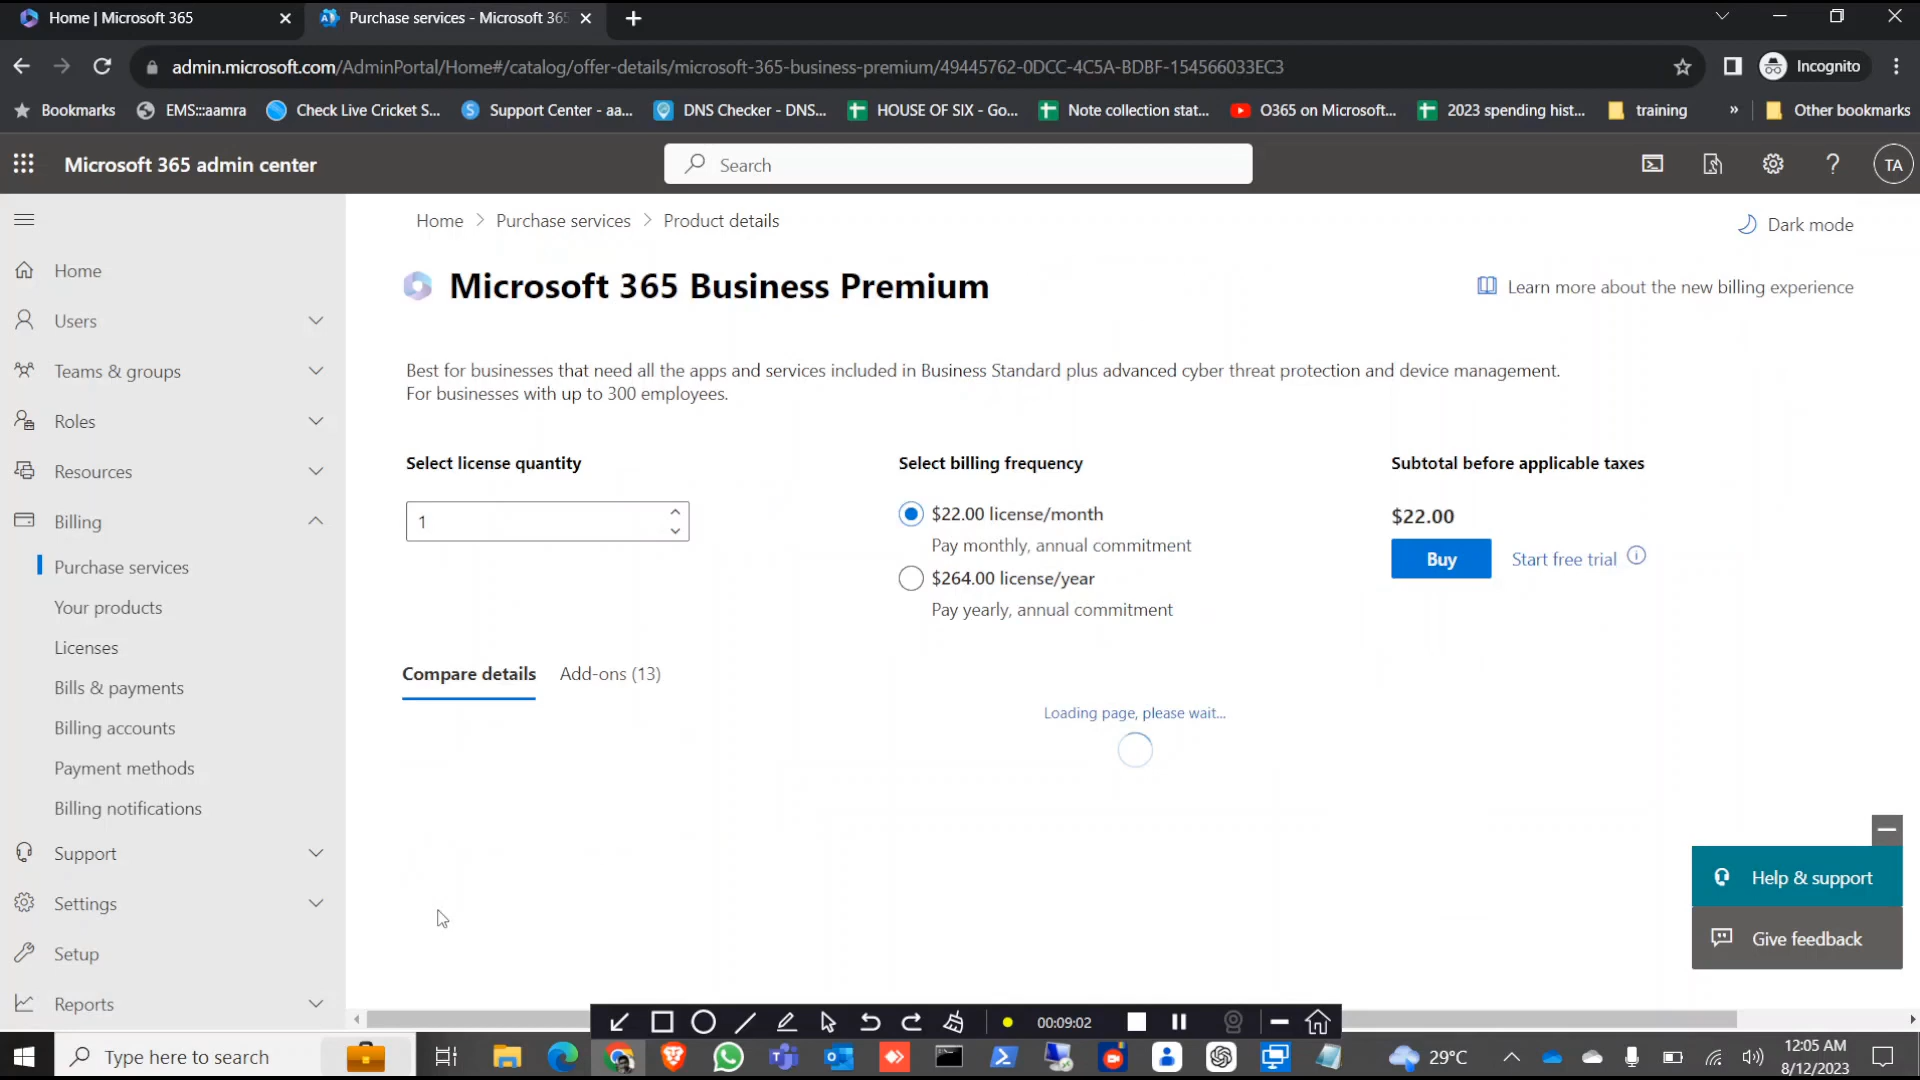 Home | Microsoft 365
Purchase services - Microsoft 365
admin.microsoft.com/AdminPortal/Home#/catalog/offer-details/microsoft-365-business-premium/49445762-0DCC-4C5A-BDBF-154566033EC3
Incognito
Bookmarks
EMS:::aamra
Check Live Cricket S...
Support Center - aa...
DNS Checker - DNS...
HOUSE OF SIX - Go...
Note collection stat...
O365 on Microsoft...
2023 spending hist...
training
»
Other bookmarks
Microsoft 365 admin center
Search
TA
Home > Purchase services > Product details
Dark mode
Microsoft 365 Business Premium
Learn more about the new billing experience
Home
Users
Teams & groups
Roles
Resources
Billing
Purchase services
Your products
Licenses
Bills & payments
Billing accounts
Payment methods
Billing notifications
Support
Settings
Setup
Reports
Best for businesses that need all the apps and services included in Business Standard plus advanced cyber threat protection and device management.
For businesses with up to 300 employees.
Select license quantity
1
Select billing frequency
$22.00 license/month
Pay monthly, annual commitment
$264.00 license/year
Pay yearly, annual commitment
Subtotal before applicable taxes
$22.00
Buy
Start free trial
Compare details
Add-ons (13)
Loading page, please wait...
Help & support
Give feedback
00:09:02
Type here to search
29°C
12:05 AM
8/12/2023